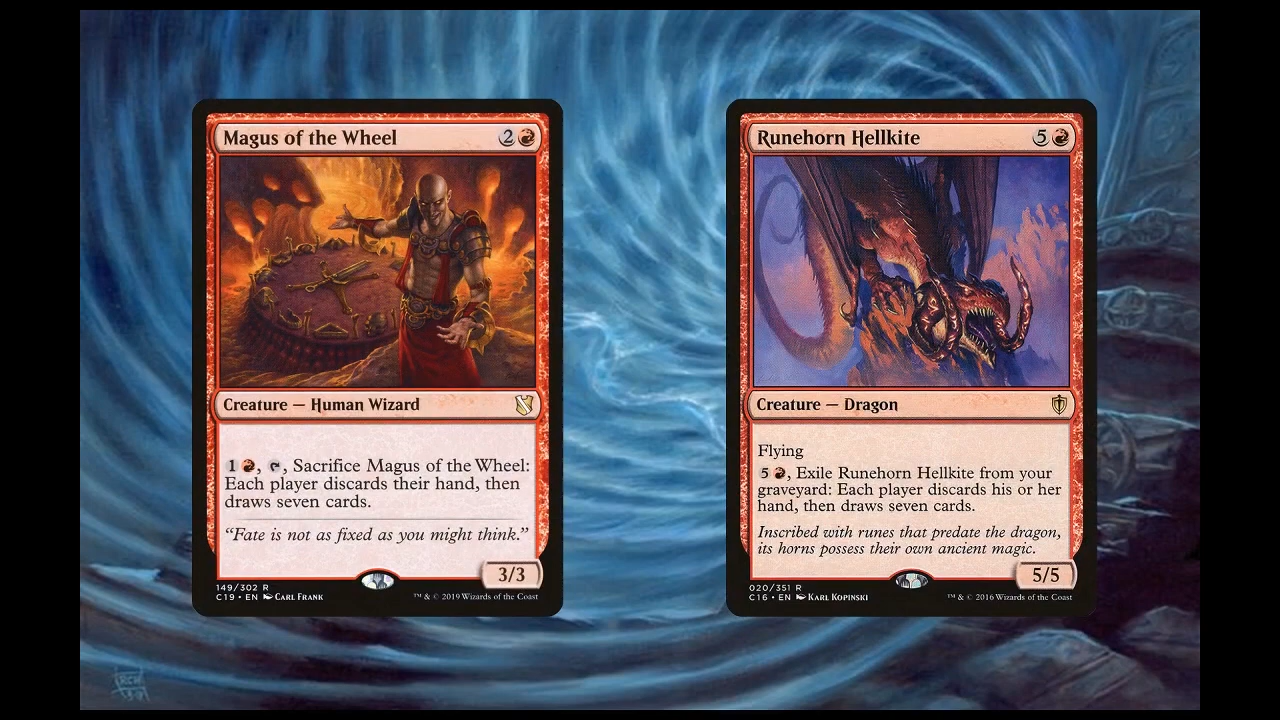 Magus of the Wheel 2
Creature — Human Wizard
1 , , Sacrifice Magus of the Wheel:
Each player discards their hand, then
draws seven cards.
“Fate is not as fixed as you might think.”
3/3
149/302 R
C19 • EN CARL FRANK
™ & © 2019 Wizards of the Coast
Runehorn Hellkite 5
Creature — Dragon
Flying
5 , Exile Runehorn Hellkite from your
graveyard: Each player discards his or her
hand, then draws seven cards.
Inscribed with runes that predate the dragon,
its horns possess their own ancient magic.
5/5
020/351 R
C16 • EN KARL KOPINSKI
™ & © 2016 Wizards of the Coast